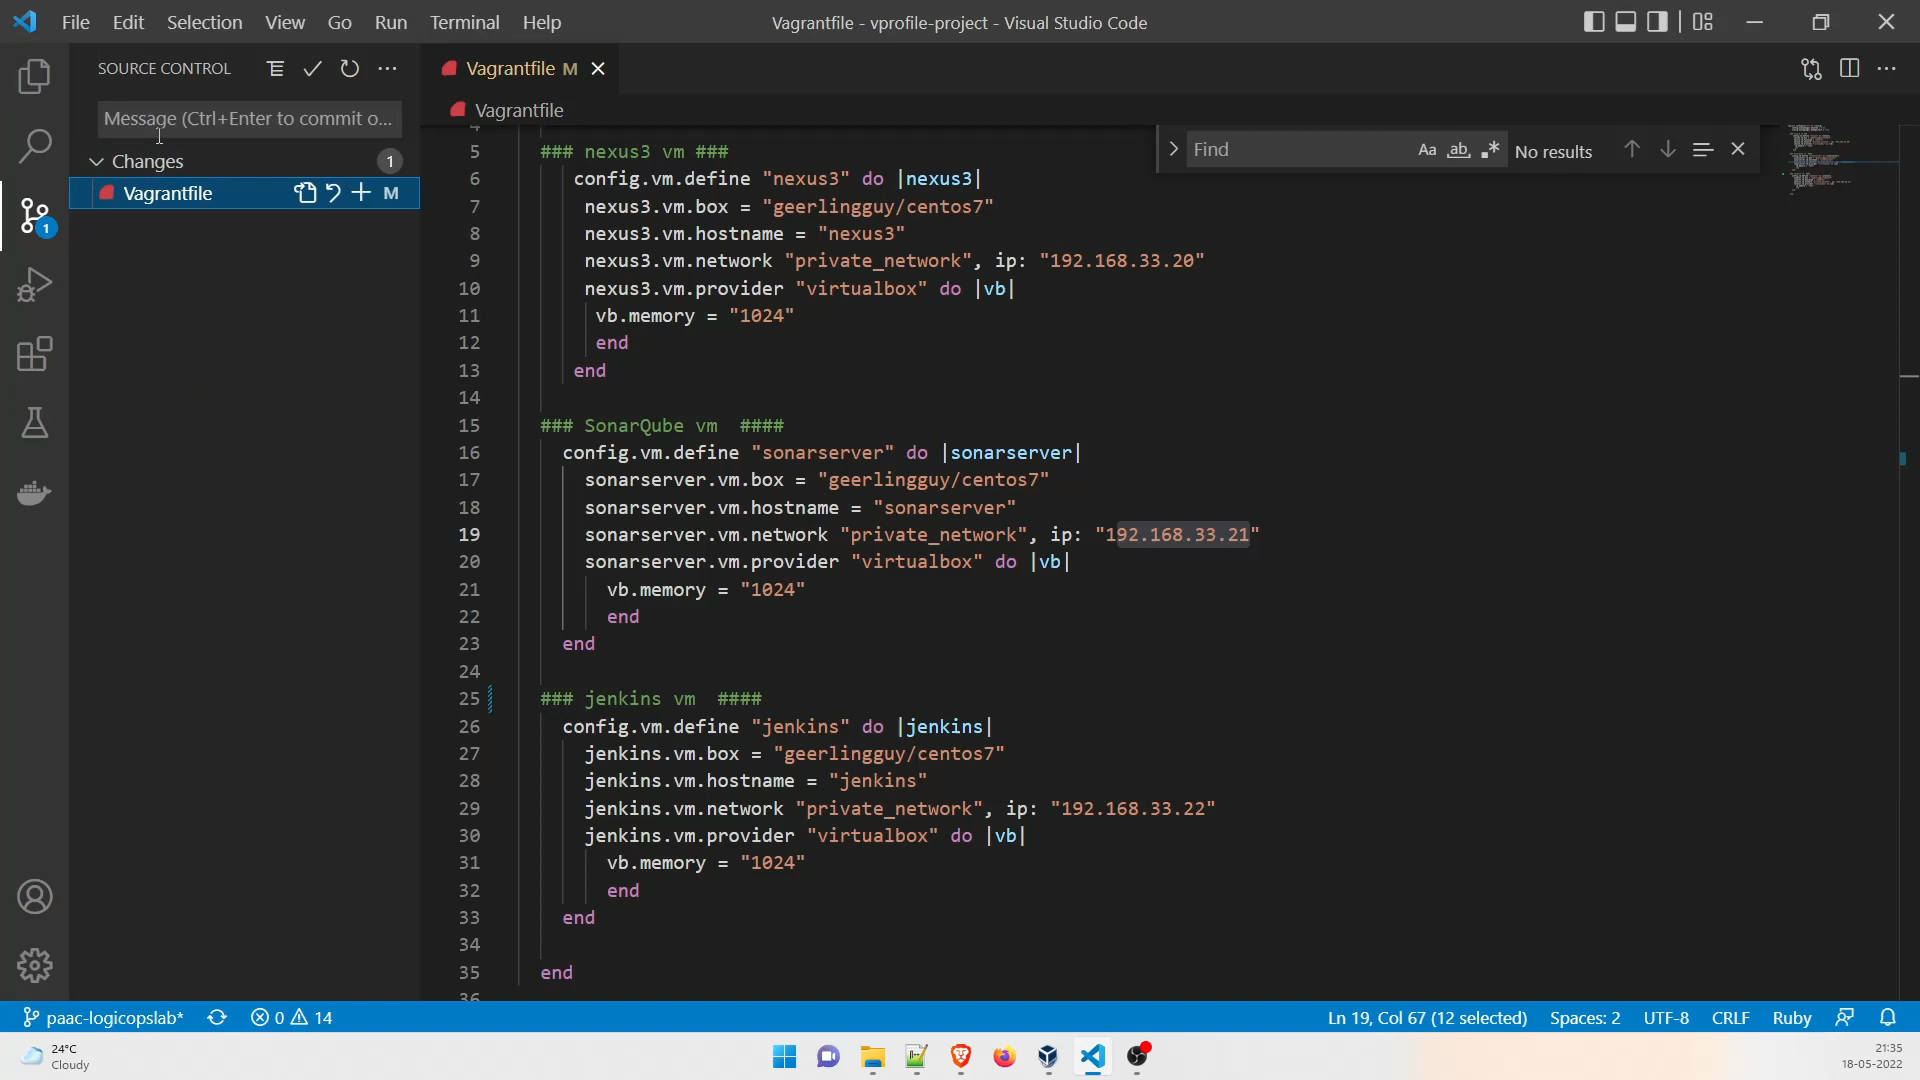 File Edit Selection View Go Run Terminal Help
Vagrantfile - vprofile-project - Visual Studio Code
SOURCE CONTROL
Message (Ctrl+Enter to commit o...
Changes 1
Vagrantfile M
1
Vagrantfile M
Vagrantfile
Find
Aa ab, .* No results
4
5 ### nexus3 vm ###
6 config.vm.define "nexus3" do |nexus3|
7 nexus3.vm.box = "geerlingguy/centos7"
8 nexus3.vm.hostname = "nexus3"
9 nexus3.vm.network "private_network", ip: "192.168.33.20"
10 nexus3.vm.provider "virtualbox" do |vb|
11 vb.memory = "1024"
12 end
13 end
14
15 ### SonarQube vm  ####
16 config.vm.define "sonarserver" do |sonarserver|
17 sonarserver.vm.box = "geerlingguy/centos7"
18 sonarserver.vm.hostname = "sonarserver"
19 sonarserver.vm.network "private_network", ip: "192.168.33.21"
20 sonarserver.vm.provider "virtualbox" do |vb|
21 vb.memory = "1024"
22 end
23 end
24
25 ### jenkins vm  ####
26 config.vm.define "jenkins" do |jenkins|
27 jenkins.vm.box = "geerlingguy/centos7"
28 jenkins.vm.hostname = "jenkins"
29 jenkins.vm.network "private_network", ip: "192.168.33.22"
30 jenkins.vm.provider "virtualbox" do |vb|
31 vb.memory = "1024"
32 end
33 end
34
35 end
36
paac-logicopslab* 0 14
Ln 19, Col 67 (12 selected) Spaces: 2 UTF-8 CRLF Ruby
24°C
Cloudy
21:35
18-05-2022